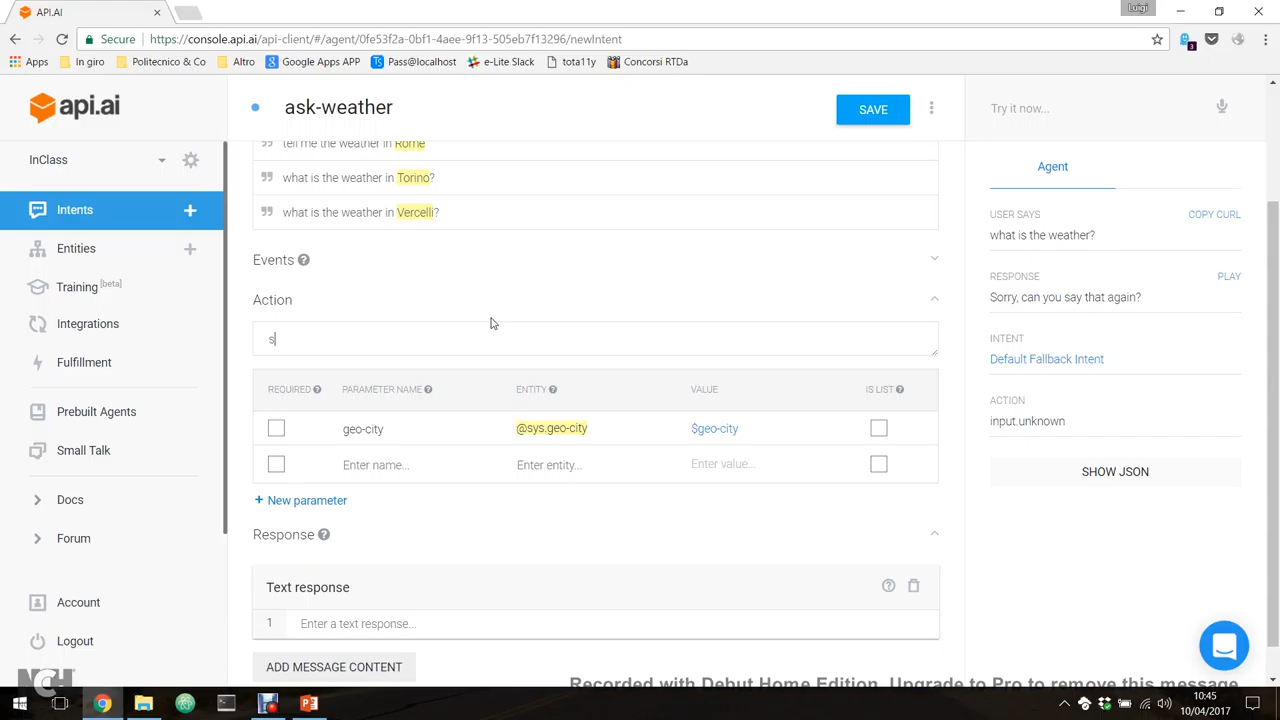 API.AI
Luigi
Secure
https://console.api.ai/api-client/#/agent/0fe53f2a-0bf1-4aee-9f13-505eb7f13296/newIntent
3
Apps
In giro
Politecnico & Co
Altro
Google Apps APP
Pass@localhost
e-Lite Slack
tota11y
Concorsi RTDa
api.ai
ask-weather
SAVE
Try it now...
InClass
Intents
Entities
Training [beta]
Integrations
Fulfillment
Prebuilt Agents
Small Talk
Docs
Forum
Account
Logout
tell me the weather in Rome
what is the weather in Torino?
what is the weather in Vercelli?
Events
Action
s
REQUIRED
PARAMETER NAME
ENTITY
VALUE
IS LIST
geo-city
@sys.geo-city
$geo-city
Enter name...
Enter entity...
Enter value...
+ New parameter
Response
Text response
1
Enter a text response...
ADD MESSAGE CONTENT
Agent
USER SAYS
COPY CURL
what is the weather?
RESPONSE
PLAY
Sorry, can you say that again?
INTENT
Default Fallback Intent
ACTION
input.unknown
SHOW JSON
NCH
Recorded with Debut Home Edition. Upgrade to Pro to remove this message.
10:45
10/04/2017